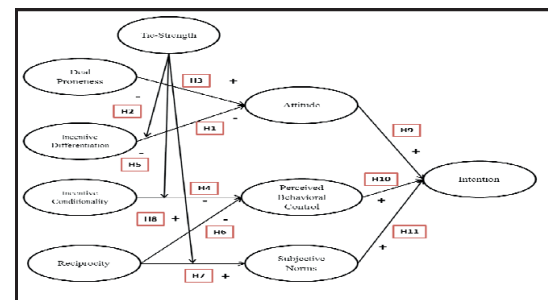 Tie-Strength
Deal
Proneness
H3 +
-
H2
Attitude
H1 -
Incentive
Differentiation
-
H5
H9
+
Incentive
Conditionality
H4
-
H8 +
-
H6
Perceived
Behavioral
Control
H10
+
Intention
H11
+
Reciprocity
H7 +
Subjective
Norms